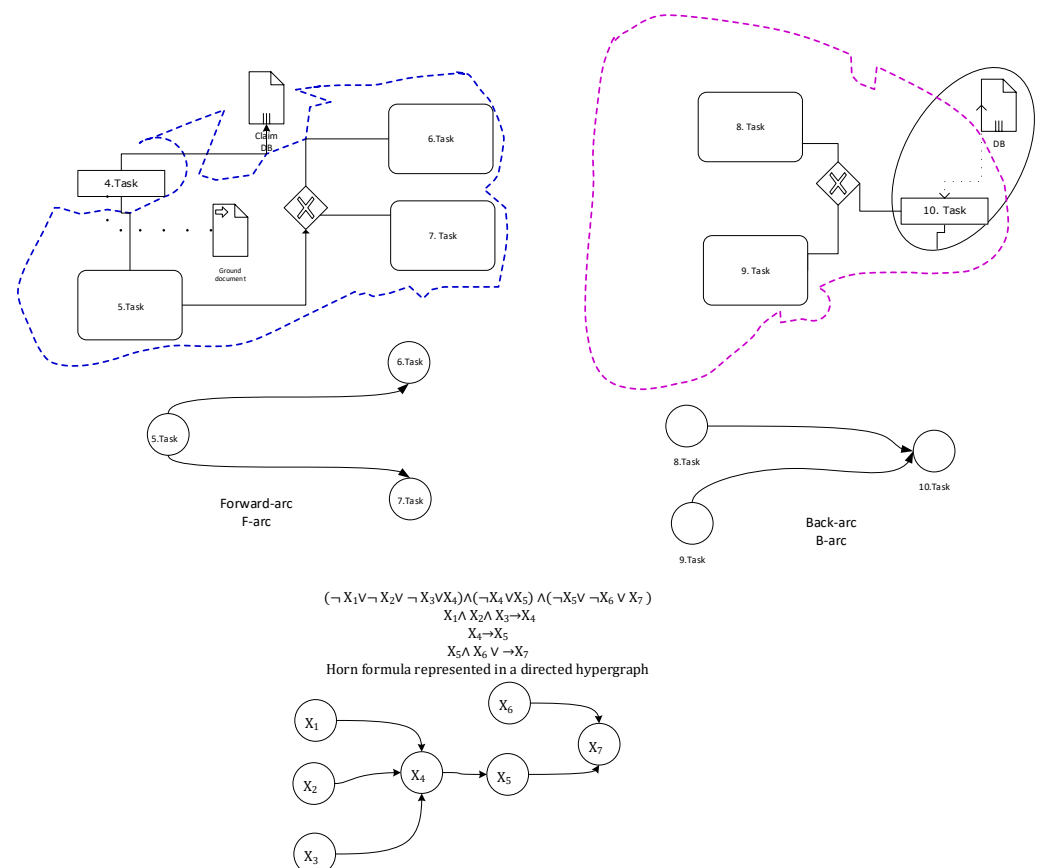 Claim
DB
4.Task
6.Task
7. Task
Ground
document
5.Task
8. Task
9. Task
DB
10. Task
6.Task
5.Task
7.Task
Forward-arc
F-arc
8.Task
10.Task
9.Task
Back-arc
B-arc
(¬ X₁∨¬ X₂∨ ¬ X₃∨X₄)∧(¬X₄∨X₅) ∧(¬X₅∨ ¬X₆ ∨ X₇ )
X₁∧ X₂∧ X₃→X₄
X₄→X₅
X₅∧ X₆ ∨ →X₇
Horn formula represented in a directed hypergraph
X₁
X₆
X₇
X₂
X₄
X₅
X₃